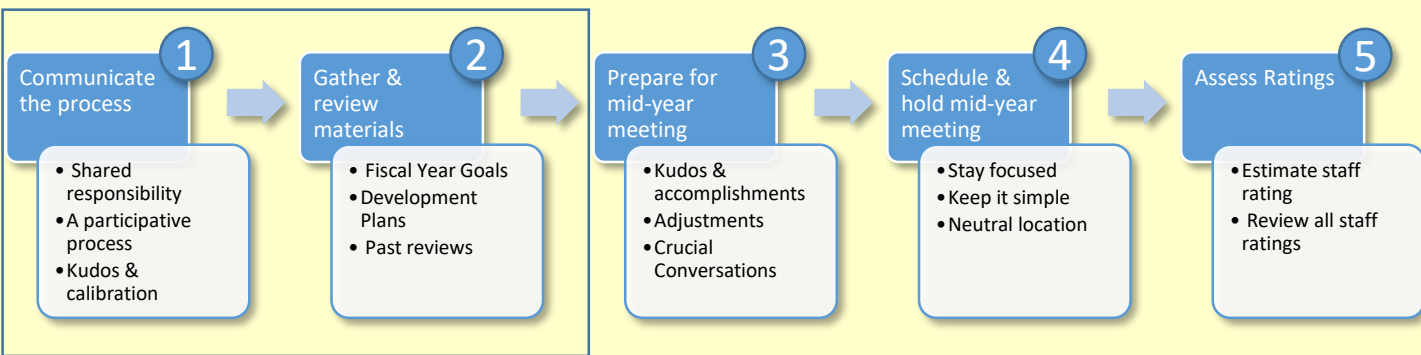 1
Communicate
the process
• Shared
responsibility
•A participative
process
•Kudos &
calibration
2
Gather &
review
materials
• Fiscal Year Goals
•Development
Plans
• Past reviews
3
Prepare for
mid-year
meeting
•Kudos &
accomplishments
•Adjustments
•Crucial
Conversations
4
Schedule &
hold mid-year
meeting
•Stay focused
•Keep it simple
•Neutral location
5
Assess Ratings
•Estimate staff
rating
• Review all staff
ratings